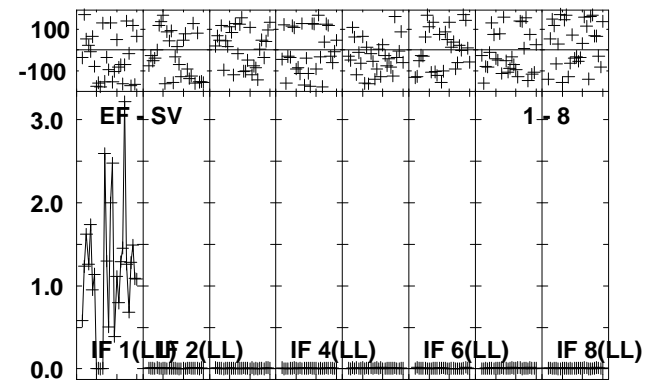 100
-100
3.0
EF - SV
1 - 8
2.0
1.0
0.0
IF 1(LL)
IF 2(LL)
IF 4(LL)
IF 6(LL)
IF 8(LL)